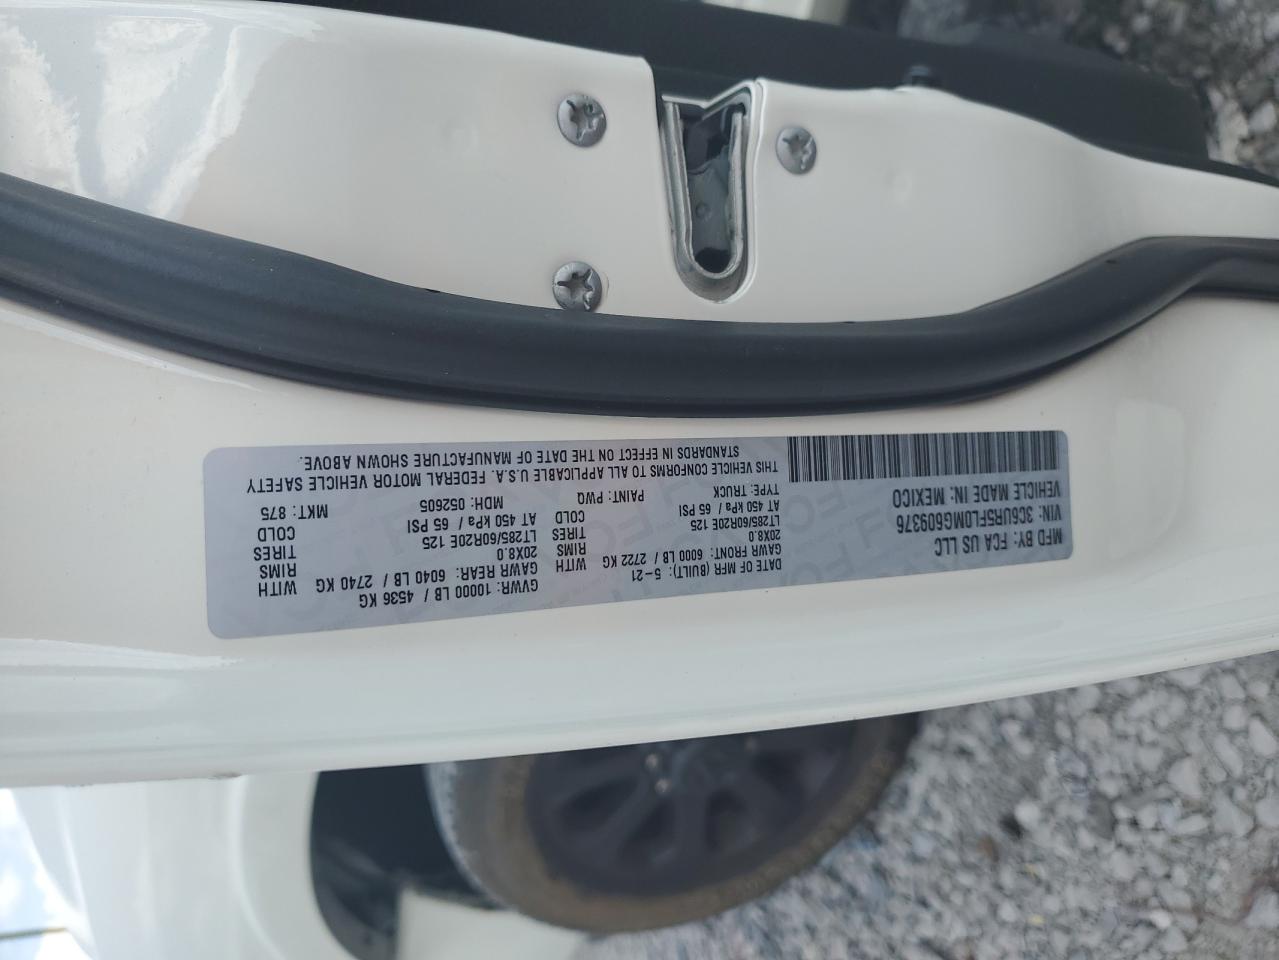 MFD BY: FCA US LLC
VIN: 3C6UR5FL0MG609376
VEHICLE MADE IN: MEXICO
DATE OF MFR (BUILT): 5-21
GAWR FRONT: 6000 LB / 2722 KG
WITH
20X8.0
RIMS
LT285/60R20E 125
TIRES
AT 450 kPa / 65 PSI
COLD
TYPE: TRUCK
PAINT: PWQ
GVWR: 10000 LB / 4536 KG
GAWR REAR: 6040 LB / 2740 KG
WITH
20X8.0
RIMS
LT285/60R20E 125
TIRES
AT 450 kPa / 65 PSI
COLD
MDH: 052605
MKT: 875
THIS VEHICLE CONFORMS TO ALL APPLICABLE U.S.A. FEDERAL MOTOR VEHICLE SAFETY
STANDARDS IN EFFECT ON THE DATE OF MANUFACTURE SHOWN ABOVE.